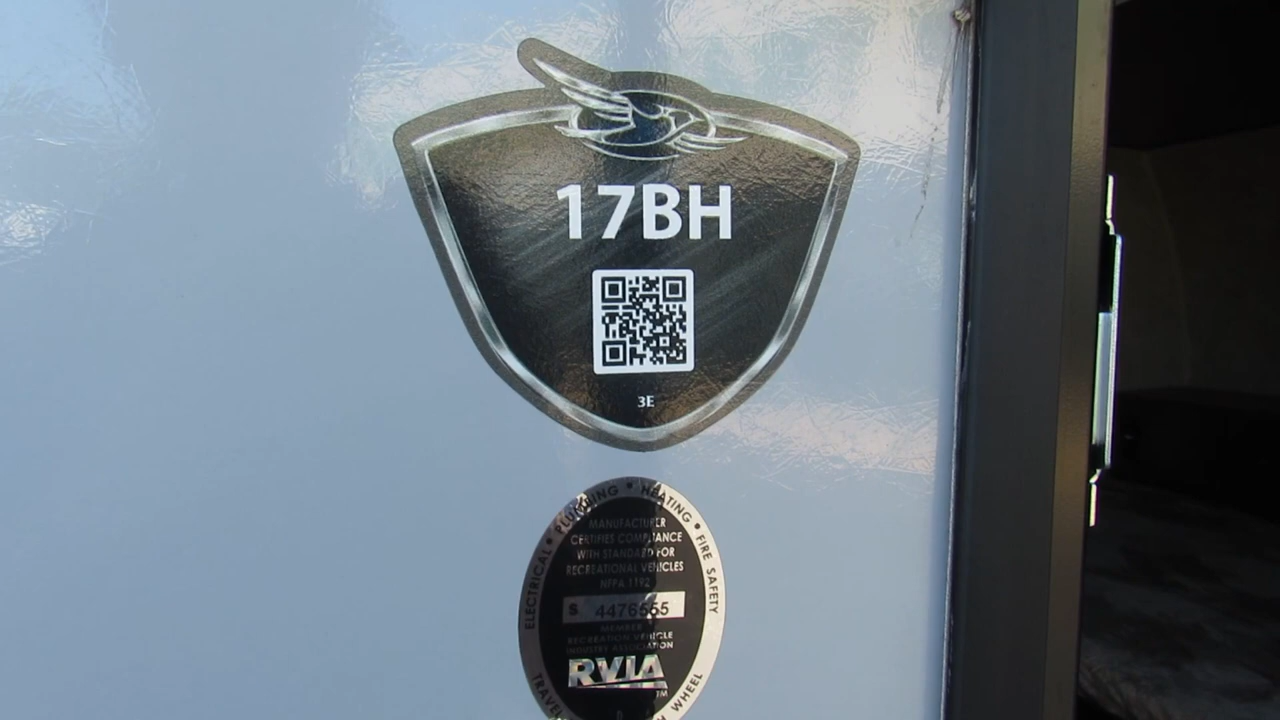 17BH
3E
ELECTRICAL • PLUMBING • HEATING • FIRE SAFETY
MANUFACTURER
CERTIFIES COMPLIANCE
WITH STANDARD FOR
RECREATIONAL VEHICLES
NFPA 1192
S 4476555
MEMBER
RECREATION VEHICLE
INDUSTRY ASSOCIATION
RVIA
TM
WHEEL